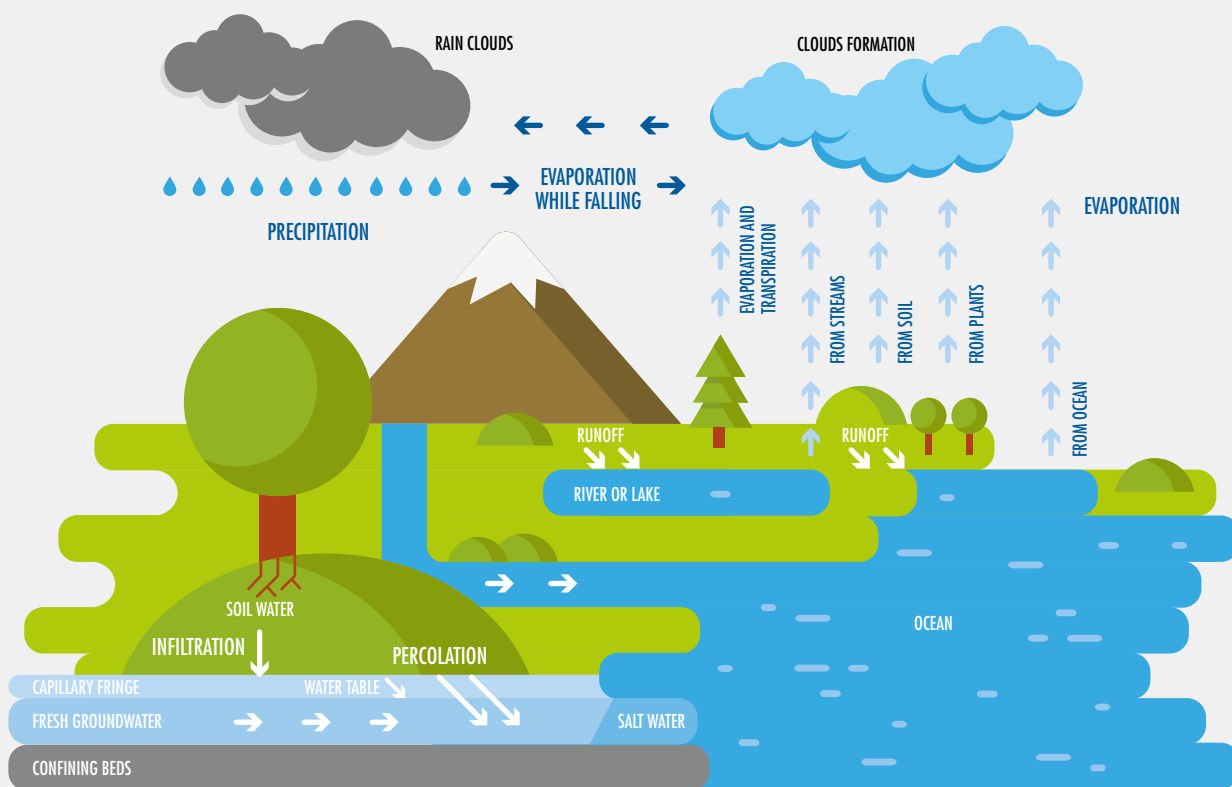 RAIN CLOUDS
CLOUDS FORMATION
EVAPORATION
WHILE FALLING
PRECIPITATION
EVAPORATION
EVAPORATION AND
TRANSPIRATION
FROM STREAMS
FROM SOIL
FROM PLANTS
FROM OCEAN
RUNOFF
RUNOFF
RIVER OR LAKE
SOIL WATER
OCEAN
INFILTRATION
PERCOLATION
CAPILLARY FRINGE
WATER TABLE
FRESH GROUNDWATER
SALT WATER
CONFINING BEDS